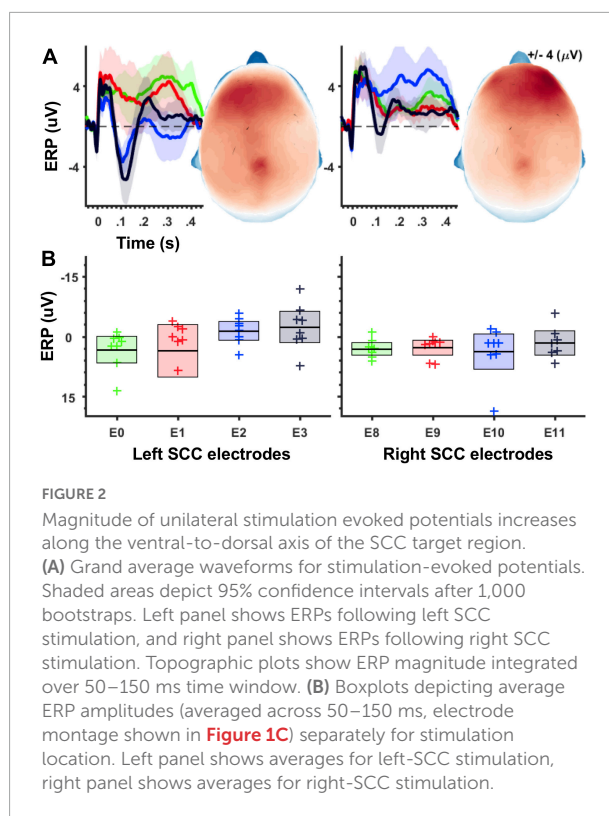 A
+/- 4 (μV)
4
-4
ERP (uV)
0 .1 .2 .3 .4
Time (s)
4
-4
0 .1 .2 .3 .4
B
ERP (uV)
-15
0
15
E0 E1 E2 E3
Left SCC electrodes
E8 E9 E10 E11
Right SCC electrodes
FIGURE 2
Magnitude of unilateral stimulation evoked potentials increases
along the ventral-to-dorsal axis of the SCC target region.
(A) Grand average waveforms for stimulation-evoked potentials.
Shaded areas depict 95% confidence intervals after 1,000
bootstraps. Left panel shows ERPs following left SCC
stimulation, and right panel shows ERPs following right SCC
stimulation. Topographic plots show ERP magnitude integrated
over 50–150 ms time window. (B) Boxplots depicting average
ERP amplitudes (averaged across 50–150 ms, electrode
montage shown in Figure 1C) separately for stimulation
location. Left panel shows averages for left-SCC stimulation,
right panel shows averages for right-SCC stimulation.